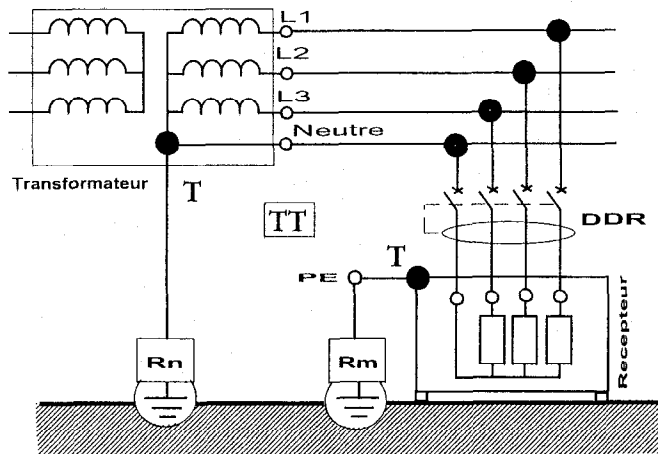 L1
L2
L3
Neutre
Transformateur
T
TT
DDR
PE
T
Recepteur
Rn
Rm